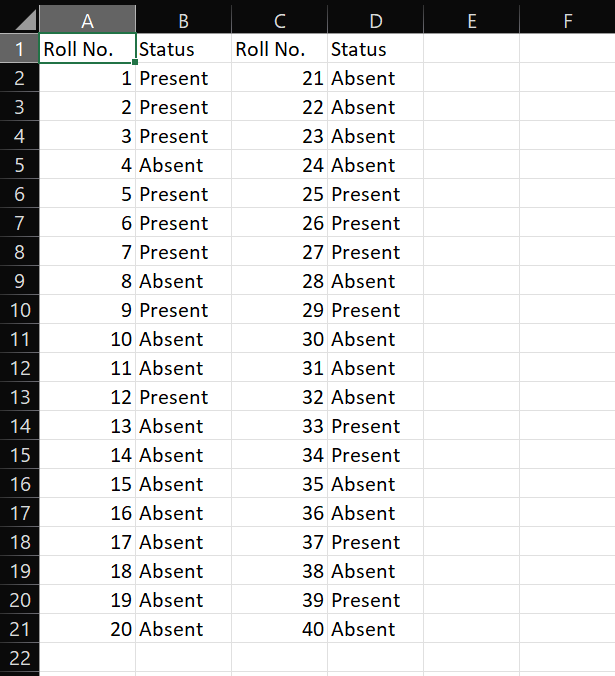 A B C D E F
1 Roll No. Status Roll No. Status
2 1 Present 21 Absent
3 2 Present 22 Absent
4 3 Present 23 Absent
5 4 Absent 24 Absent
6 5 Present 25 Present
7 6 Present 26 Present
8 7 Present 27 Present
9 8 Absent 28 Absent
10 9 Present 29 Present
11 10 Absent 30 Absent
12 11 Absent 31 Absent
13 12 Present 32 Absent
14 13 Absent 33 Present
15 14 Absent 34 Present
16 15 Absent 35 Absent
17 16 Absent 36 Absent
18 17 Absent 37 Present
19 18 Absent 38 Absent
20 19 Absent 39 Present
21 20 Absent 40 Absent
22